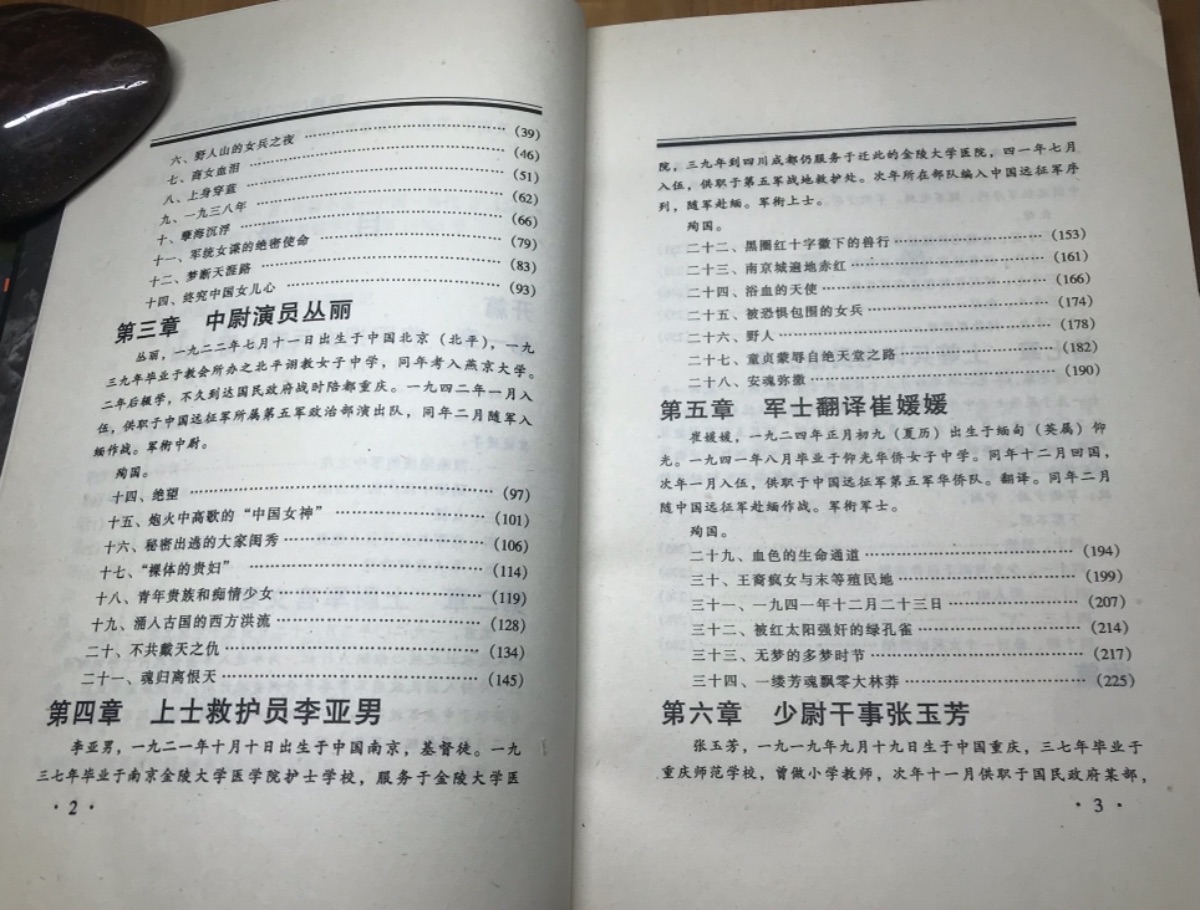 六、野人山的女兵之夜 …… (39)
七、商女血泪 …… (46)
八、上身穿蓝 …… (51)
九、一九三八年 …… (62)
十、孽海沉浮 …… (66)
十一、军统女谍的绝密使命 …… (79)
十二、梦断天涯路 …… (83)
十四、终究中国女儿心 …… (93)
第三章 中尉演员丛丽
丛丽，一九二二年七月十一日出生于中国北京（北平），一九
三九年毕业于教会所办之北平诩教女子中学，同年考入燕京大学。
二年后辍学，不久到达国民政府战时陪都重庆。一九四二年一月入
伍，供职于中国远征军所属第五军政治部演出队，同年二月随军入
缅作战。军衔中尉。
殉国。
十四、绝望 …… (97)
十五、炮火中高歌的“中国女神” …… (101)
十六、秘密出逃的大家闺秀 …… (106)
十七、“裸体的贵妇” …… (114)
十八、青年贵族和痴情少女 …… (119)
十九、涌人古国的西方洪流 …… (128)
二十、不共戴天之仇 …… (134)
二十一、魂归离恨天 …… (145)
第四章 上士救护员李亚男
李亚男，一九二一年十月十日出生于中国南京，基督徒。一九
三七年毕业于南京金陵大学医学院护士学校，服务于金陵大学医
· 2 ·
院，三九年到四川成都仍服务于迁此的金陵大学医院，四一年七月
入伍，供职于第五军战地救护处。次年所在部队编入中国远征军序
列，随军赴缅。军衔上士。
殉国。
二十二、黑圈红十字徽下的兽行 …… (153)
二十三、南京城遍地赤红 …… (161)
二十四、浴血的天使 …… (166)
二十五、被恐惧包围的女兵 …… (174)
二十六、野人 …… (178)
二十七、童贞蒙辱自绝天堂之路 …… (182)
二十八、安魂弥撒 …… (190)
第五章 军士翻译崔媛媛
崔媛媛，一九二四年正月初九（夏历）出生于缅甸（英属）仰
光。一九四一年八月毕业于仰光华侨女子中学。同年十二月回国，
次年一月入伍，供职于中国远征军第五军华侨队。翻译。同年二月
随中国远征军赴缅作战。军衔军士。
殉国。
二十九、血色的生命通道 …… (194)
三十、王裔疯女与末等殖民地 …… (199)
三十一、一九四一年十二月二十三日 …… (207)
三十二、被红太阳强奸的绿孔雀 …… (214)
三十三、无梦的多梦时节 …… (217)
三十四、一缕芳魂飘零大林莽 …… (225)
第六章 少尉干事张玉芳
张玉芳，一九一九年九月十九日生于中国重庆，三七年毕业于
重庆师范学校，曾做小学教师，次年十一月供职于国民政府某部，
· 3 ·